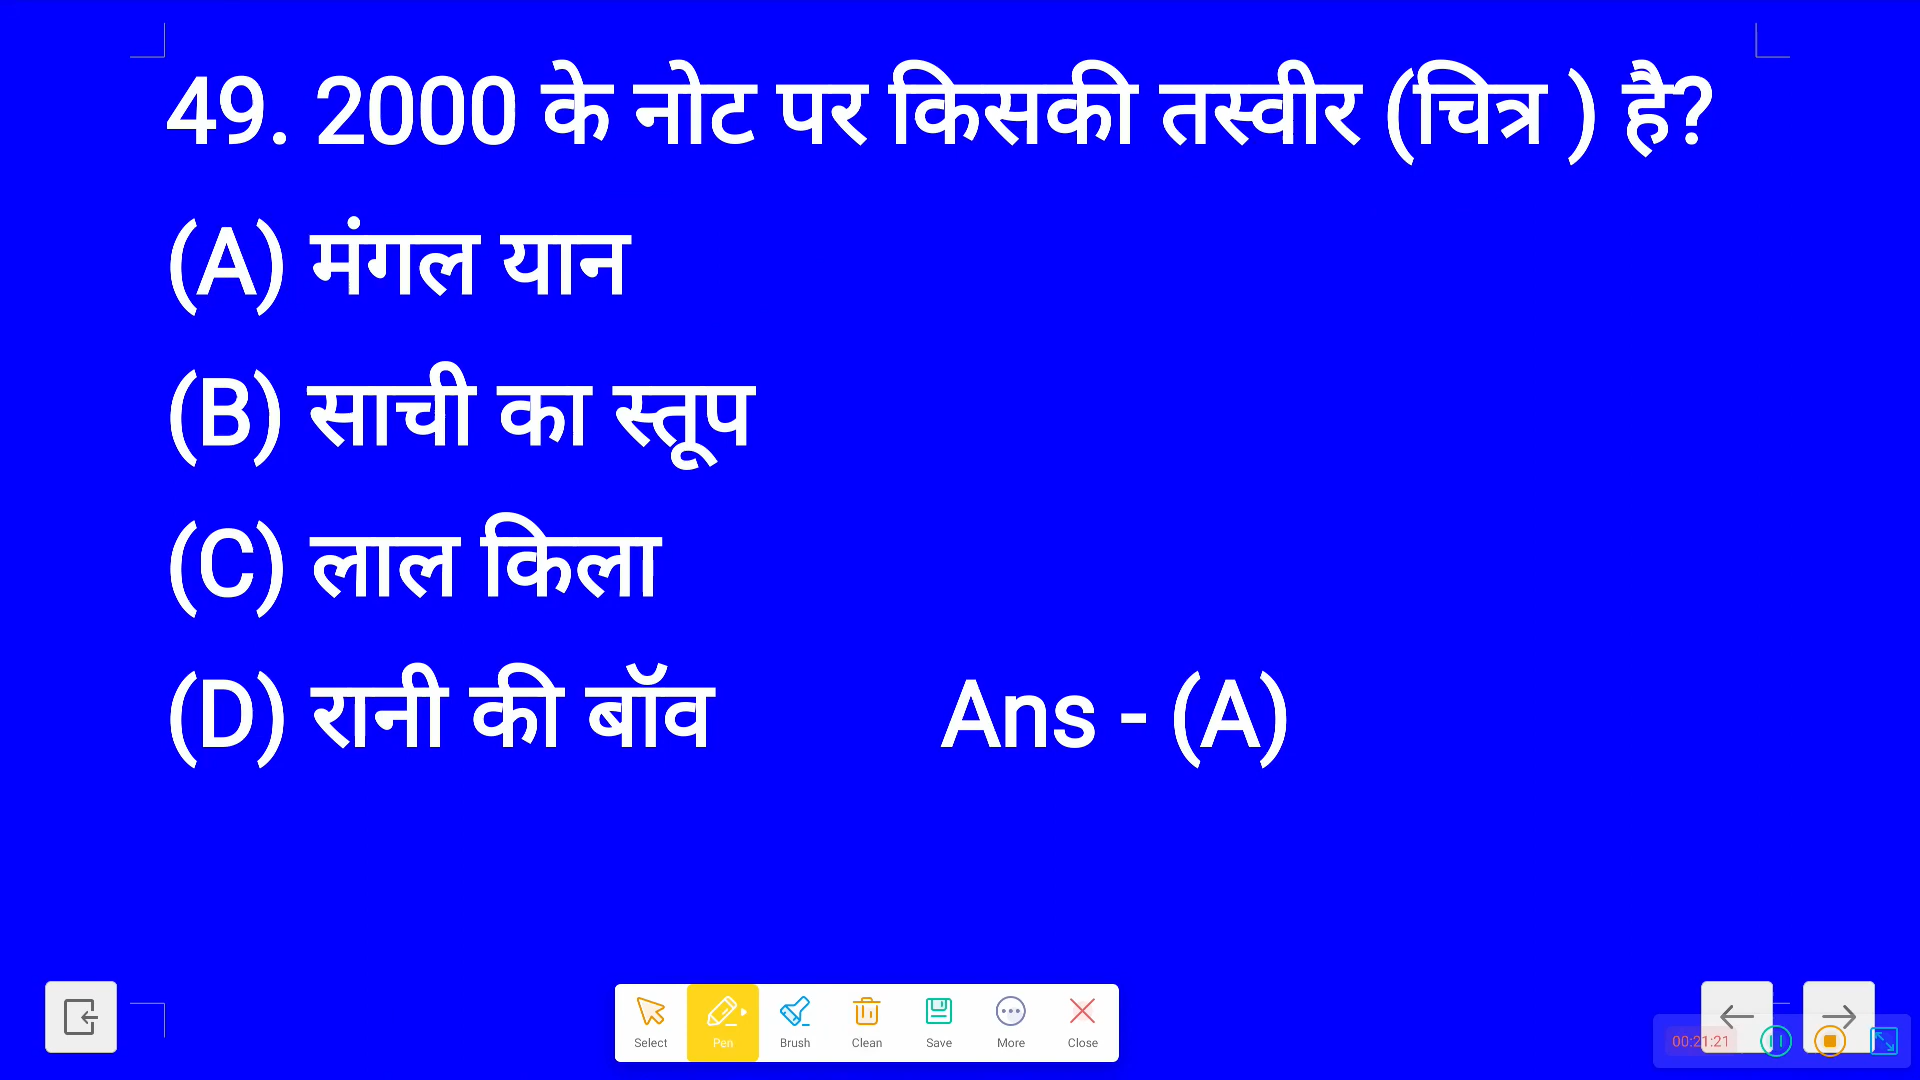 49. 2000 के नोट पर किसकी तस्वीर (चित्र ) है?
(A) मंगल यान
(B) साची का स्तूप
(C) लाल किला
(D) रानी की बॉव Ans - (A)
Select Pen Brush Clean Save More Close
00:21:21